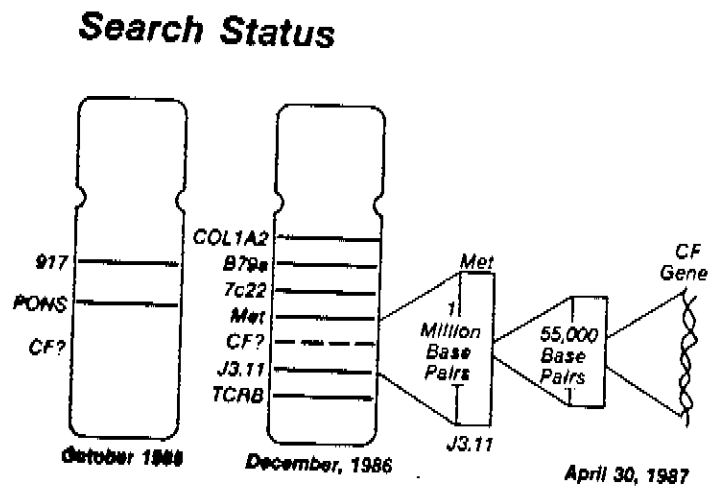 Search Status
917
PONS
CF?
October
COL1A2
B79a
7c22
Met
CF?
J3.11
TCRB
December, 1986
Met
1
Million
Base
Pairs
J3.11
55,000
Base
Pairs
CF
Gene
April 30, 1987